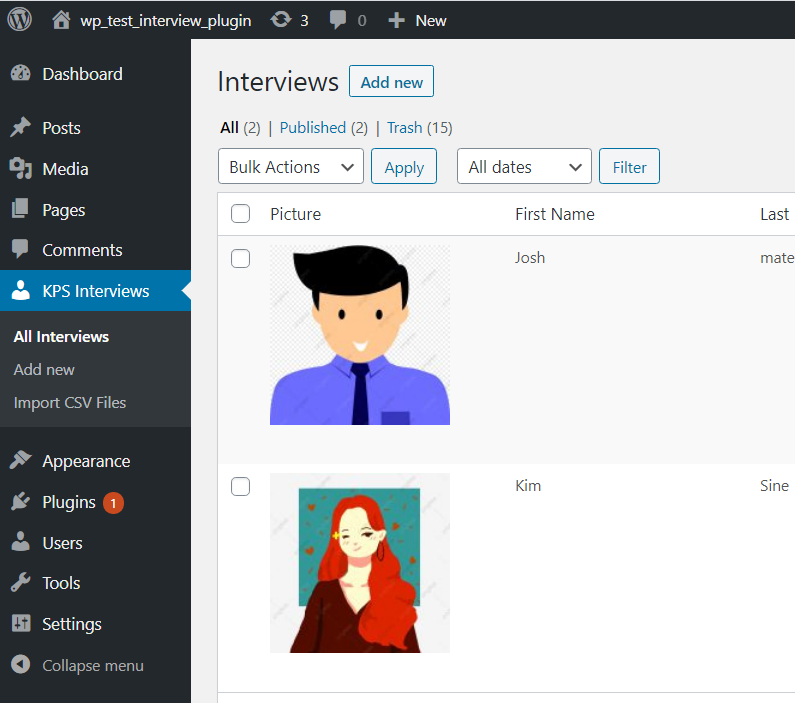 wp_test_interview_plugin 3 0 New
Dashboard
Posts
Media
Pages
Comments
KPS Interviews
All Interviews
Add new
Import CSV Files
Appearance
Plugins 1
Users
Tools
Settings
Collapse menu
Interviews Add new
All (2) | Published (2) | Trash (15)
Bulk Actions Apply All dates Filter
Picture First Name Last
Josh mate
Kim Sine